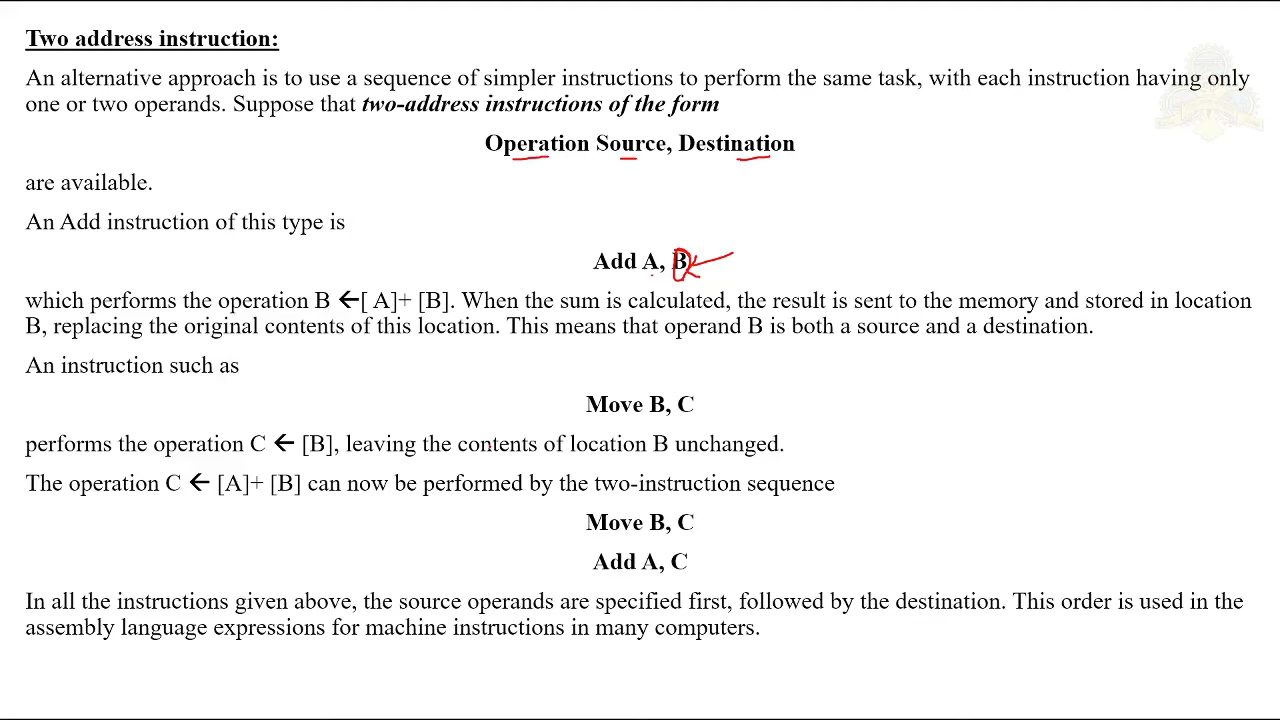 Two address instruction:
An alternative approach is to use a sequence of simpler instructions to perform the same task, with each instruction having only
one or two operands. Suppose that two-address instructions of the form
Operation Source, Destination
are available.
An Add instruction of this type is
Add A, B
which performs the operation B ←[ A]+ [B]. When the sum is calculated, the result is sent to the memory and stored in location
B, replacing the original contents of this location. This means that operand B is both a source and a destination.
An instruction such as
Move B, C
performs the operation C ← [B], leaving the contents of location B unchanged.
The operation C ← [A]+ [B] can now be performed by the two-instruction sequence
Move B, C
Add A, C
In all the instructions given above, the source operands are specified first, followed by the destination. This order is used in the
assembly language expressions for machine instructions in many computers.